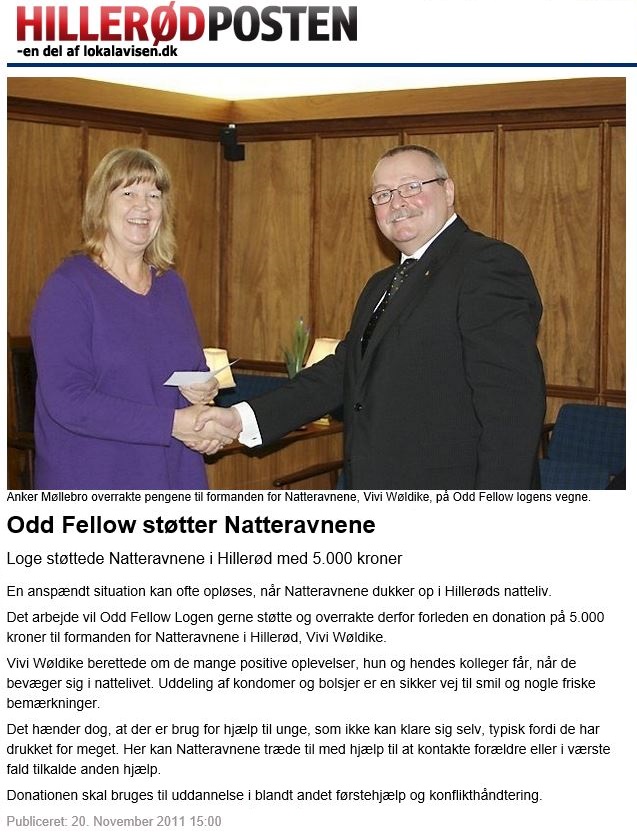 HILLERØDPOSTEN
-en del af lokalavisen.dk
Anker Møllebro overrakte pengene til formanden for Natteravnene, Vivi Wøldike, på Odd Fellow logens vegne.
Odd Fellow støtter Natteravnene
Loge støttede Natteravnene i Hillerød med 5.000 kroner
En anspændt situation kan ofte opløses, når Natteravnene dukker op i Hillerøds natteliv.
Det arbejde vil Odd Fellow Logen gerne støtte og overrakte derfor forleden en donation på 5.000
kroner til formanden for Natteravnene i Hillerød, Vivi Wøldike.
Vivi Wøldike berettede om de mange positive oplevelser, hun og hendes kolleger får, når de
bevæger sig i nattelivet. Uddeling af kondomer og bolsjer er en sikker vej til smil og nogle friske
bemærkninger.
Det hænder dog, at der er brug for hjælp til unge, som ikke kan klare sig selv, typisk fordi de har
drukket for meget. Her kan Natteravnene træde til med hjælp til at kontakte forældre eller i værste
fald tilkalde anden hjælp.
Donationen skal bruges til uddannelse i blandt andet førstehjælp og konflikthåndtering.
Publiceret: 20. November 2011 15:00